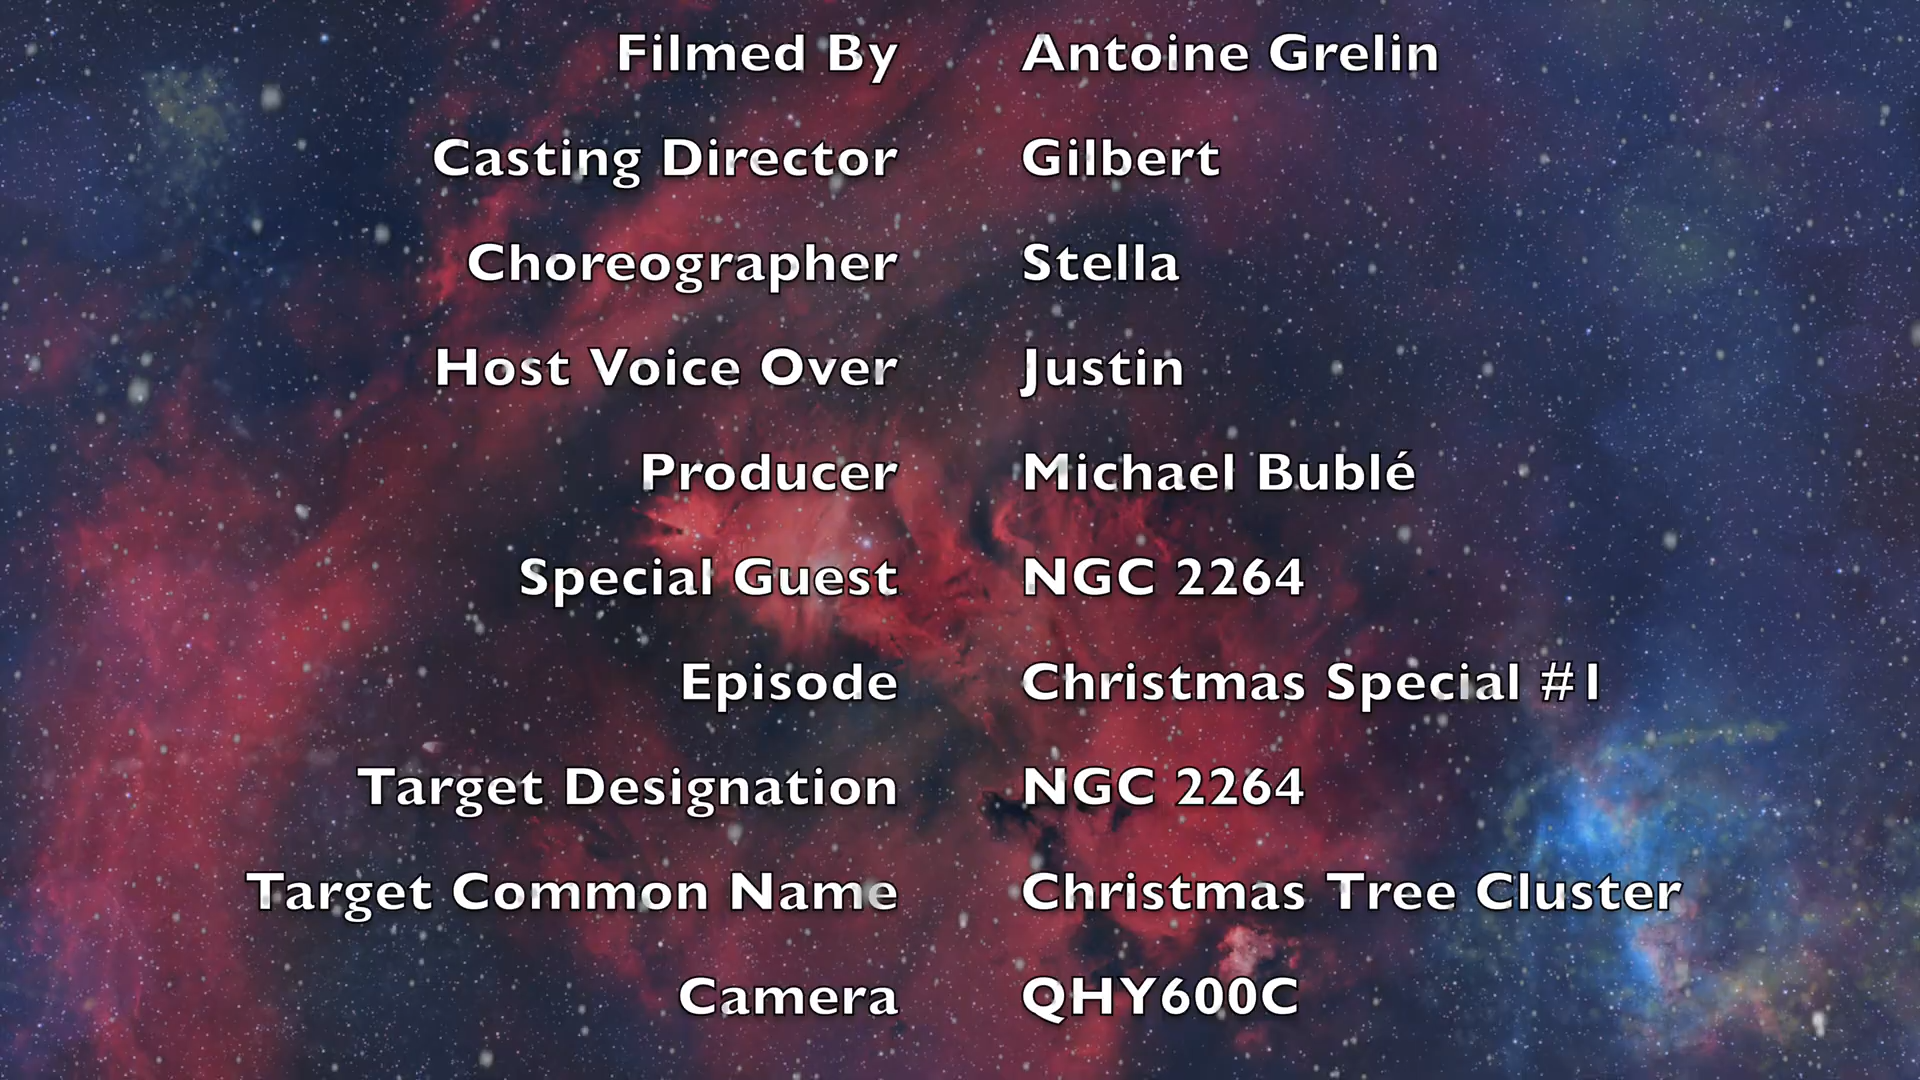 Filmed By Antoine Grelin
Casting Director Gilbert
Choreographer Stella
Host Voice Over Justin
Producer Michael Bublé
Special Guest NGC 2264
Episode Christmas Special #1
Target Designation NGC 2264
Target Common Name Christmas Tree Cluster
Camera QHY600C